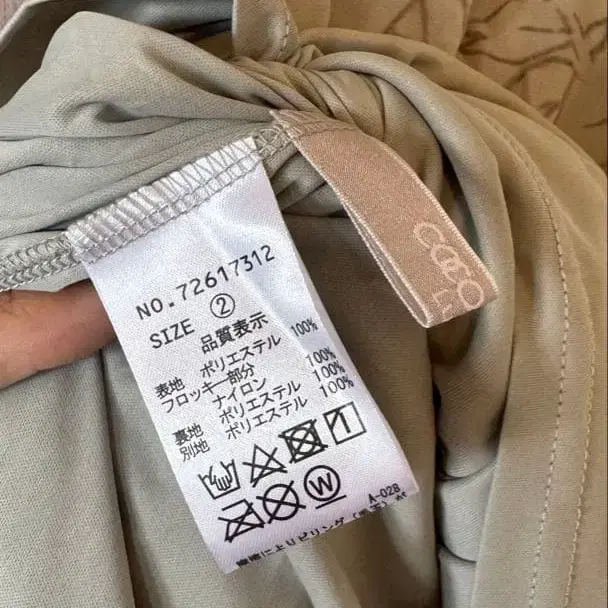 NO.72617312
SIZE ②
品質表示
表地 ポリエステル 100%
フロッキー部分
ナイロン 100%
裏地 ポリエステル 100%
別地 ポリエステル 100%
W
A-028
COCO